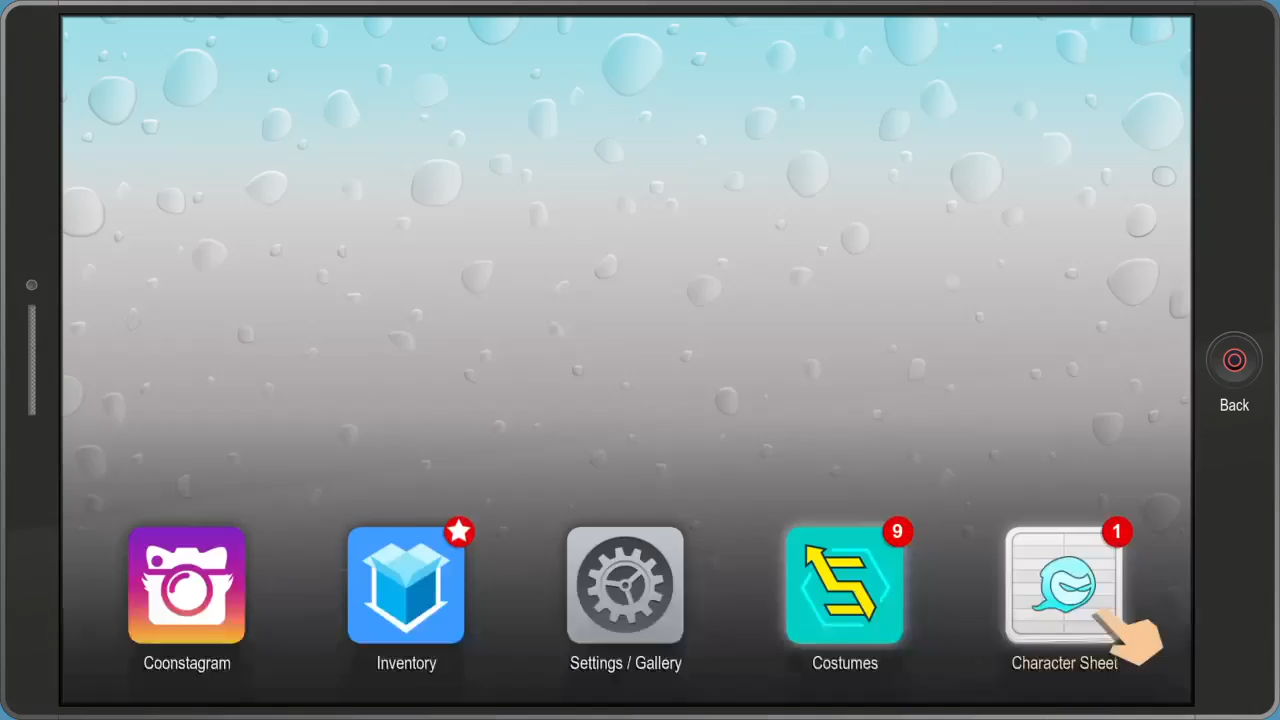 Back
9
1
Coonstagram
Inventory
Settings / Gallery
Costumes
Character Sheet